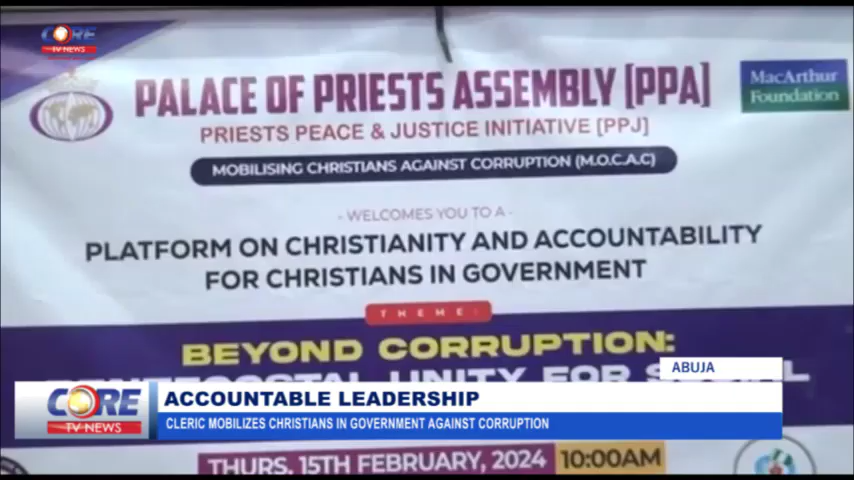 CORE
TV NEWS
PALACE OF PRIESTS ASSEMBLY [PPA]
MacArthur
Foundation
PRIESTS PEACE & JUSTICE INITIATIVE [PPJ]
MOBILISING CHRISTIANS AGAINST CORRUPTION (M.O.C.A.C)
- WELCOMES YOU TO A -
PLATFORM ON CHRISTIANITY AND ACCOUNTABILITY
FOR CHRISTIANS IN GOVERNMENT
THEME:
BEYOND CORRUPTION:
UNITY FOR
ABUJA
CORE
TV NEWS
ACCOUNTABLE LEADERSHIP
CLERIC MOBILIZES CHRISTIANS IN GOVERNMENT AGAINST CORRUPTION
THURS. 15TH FEBRUARY, 2024 10:00AM